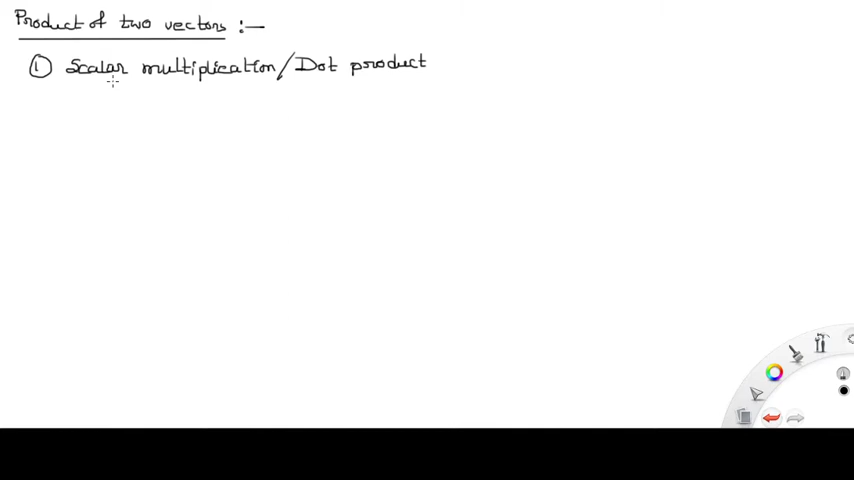 Product of two vectors :—
① Scalar multiplication/Dot product